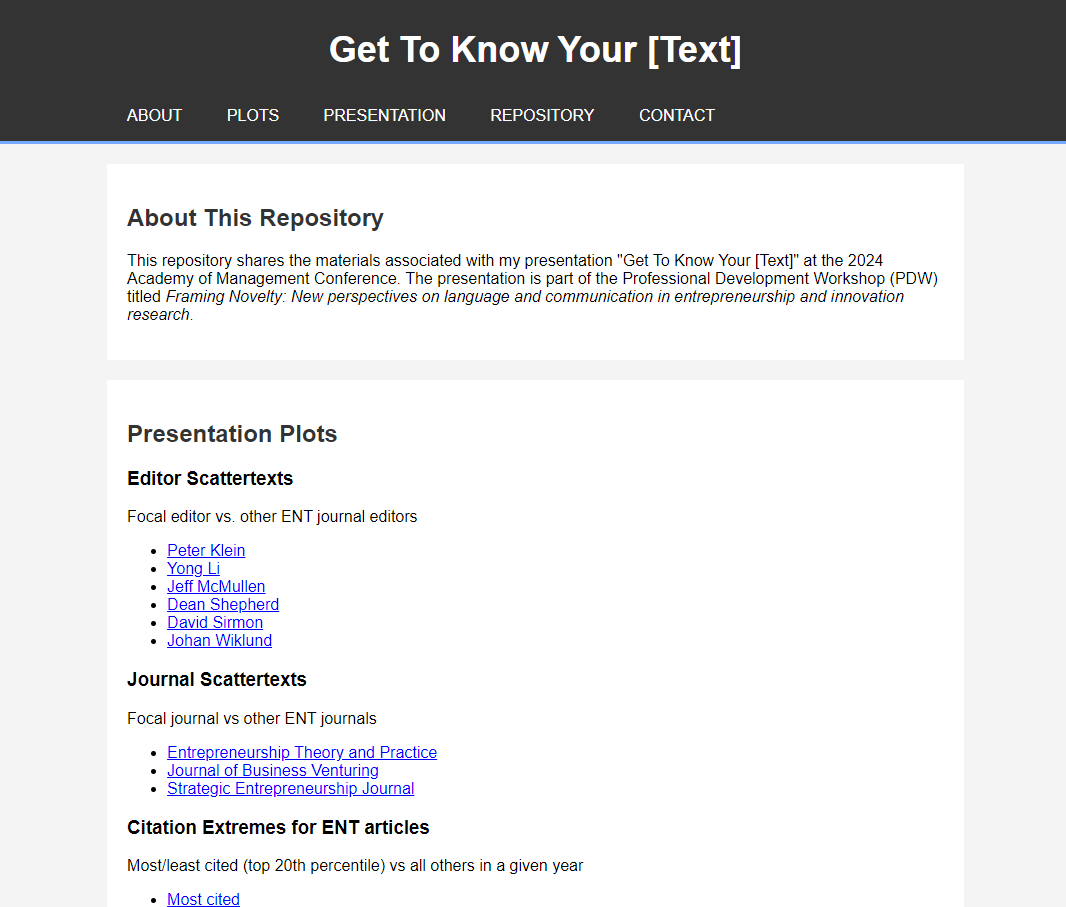 Get To Know Your [Text]
ABOUT PLOTS PRESENTATION REPOSITORY CONTACT
About This Repository
This repository shares the materials associated with my presentation "Get To Know Your [Text]" at the 2024
Academy of Management Conference. The presentation is part of the Professional Development Workshop (PDW)
titled Framing Novelty: New perspectives on language and communication in entrepreneurship and innovation
research.
Presentation Plots
Editor Scattertexts
Focal editor vs. other ENT journal editors
Peter Klein
Yong Li
Jeff McMullen
Dean Shepherd
David Sirmon
Johan Wiklund
Journal Scattertexts
Focal journal vs other ENT journals
Entrepreneurship Theory and Practice
Journal of Business Venturing
Strategic Entrepreneurship Journal
Citation Extremes for ENT articles
Most/least cited (top 20th percentile) vs all others in a given year
Most cited